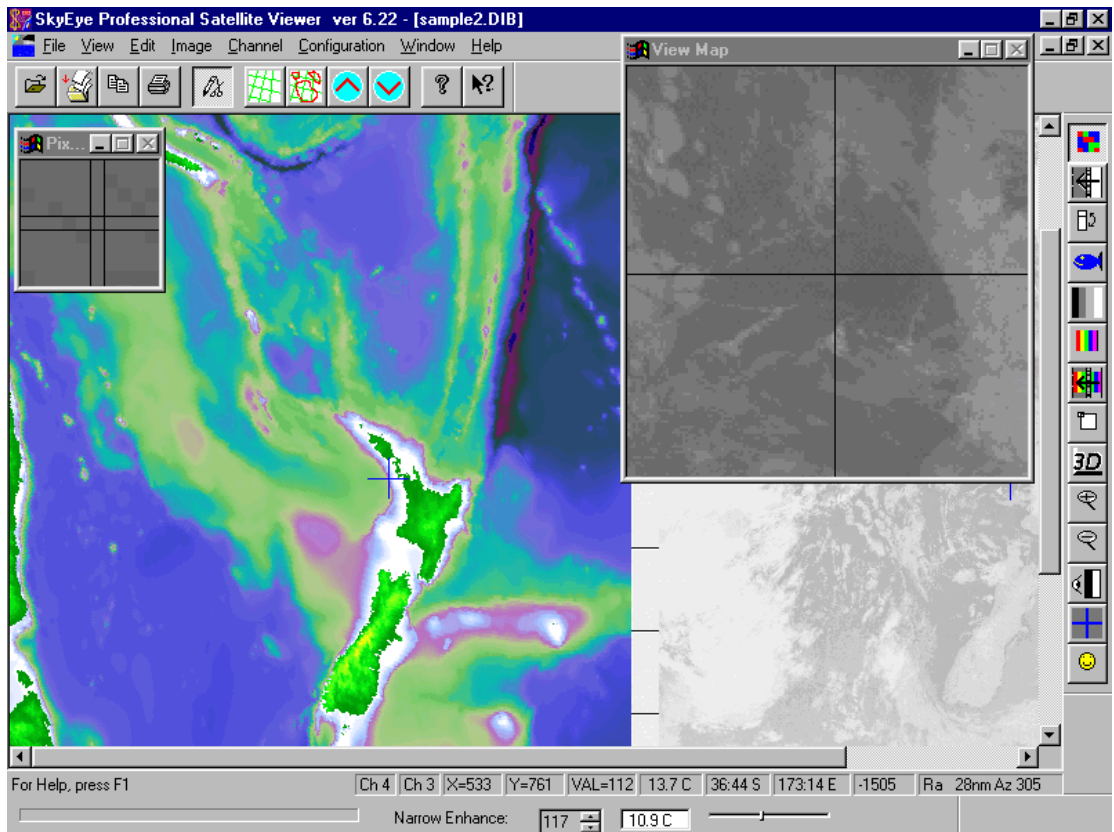 SkyEye Professional Satellite Viewer ver 6.22 - [sample2.DIB]
File View Edit Image Channel Configuration Window Help
View Map
Pix...
3D
For Help, press F1 Ch 4 Ch 3 X=533 Y=761 VAL=112 13.7 C 36:44 S 173:14 E -1505 Ra 28nm Az 305
Narrow Enhance: 117 10.9 C